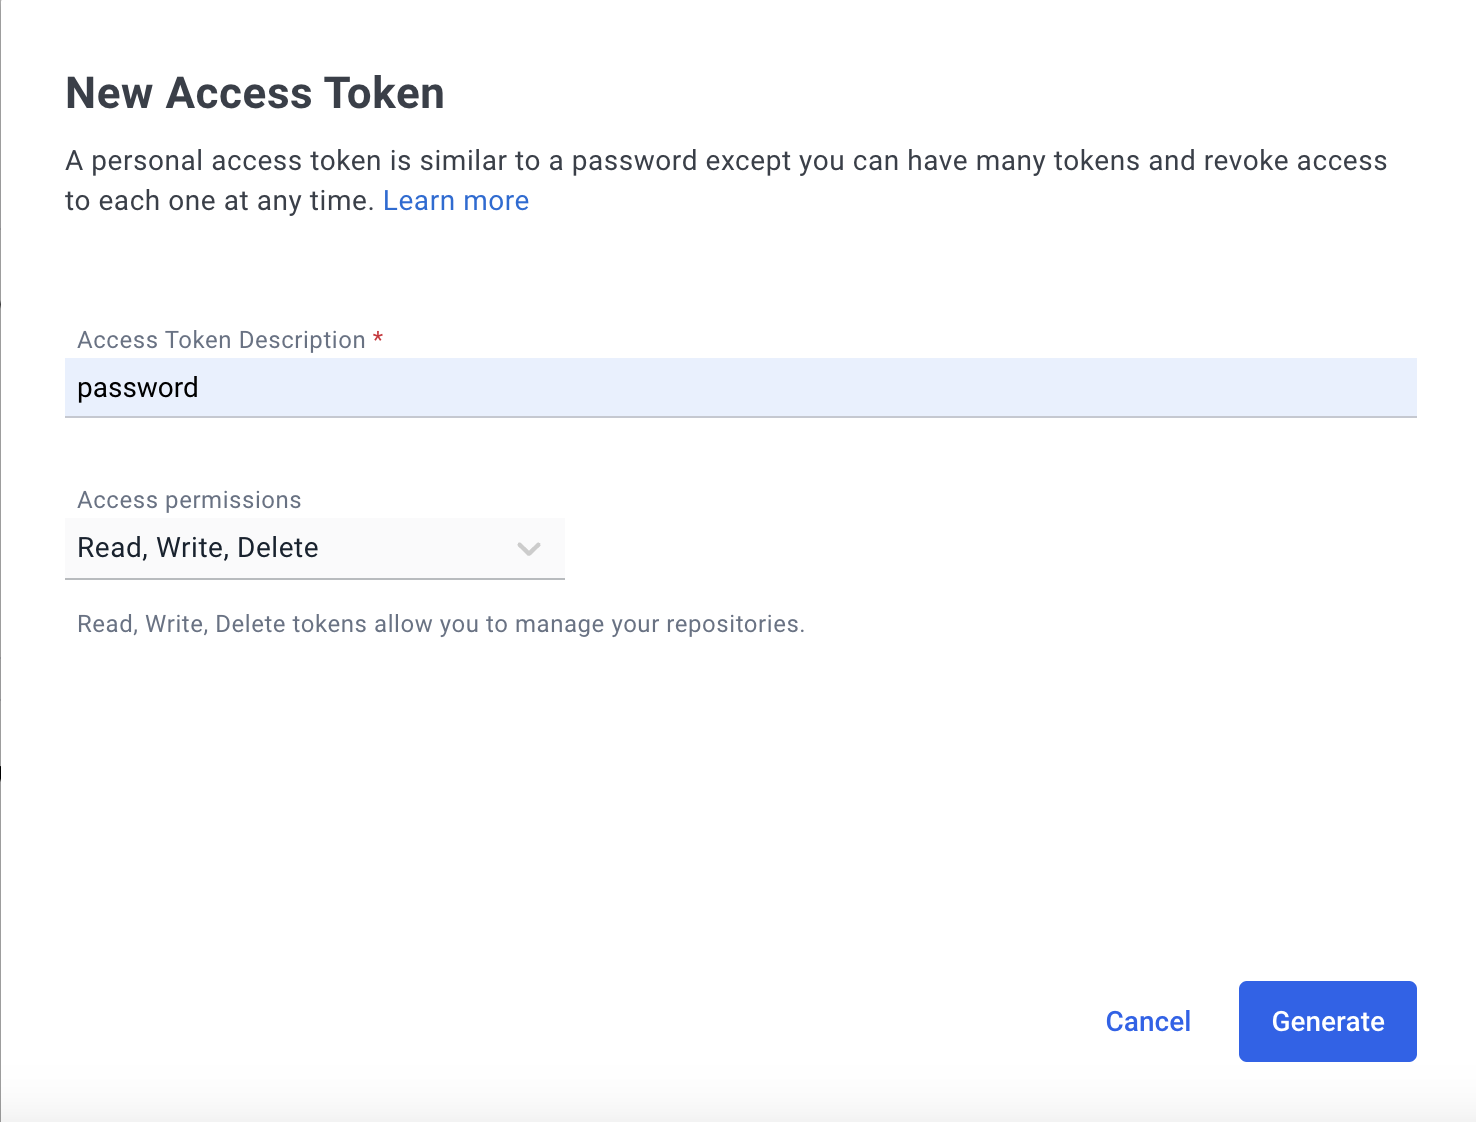 New Access Token
A personal access token is similar to a password except you can have many tokens and revoke access
to each one at any time. Learn more
Access Token Description *
password
Access permissions
Read, Write, Delete
Read, Write, Delete tokens allow you to manage your repositories.
Cancel
Generate